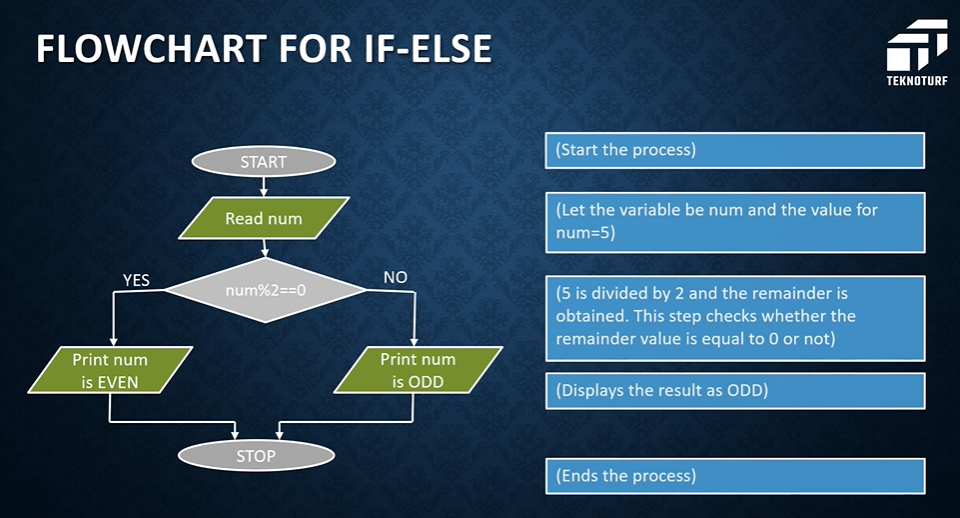 FLOWCHART FOR IF-ELSE
TEKNOTURF
START
Read num
YES
num%2==0
NO
Print num
is EVEN
Print num
is ODD
STOP
(Start the process)
(Let the variable be num and the value for
num=5)
(5 is divided by 2 and the remainder is
obtained. This step checks whether the
remainder value is equal to 0 or not)
(Displays the result as ODD)
(Ends the process)